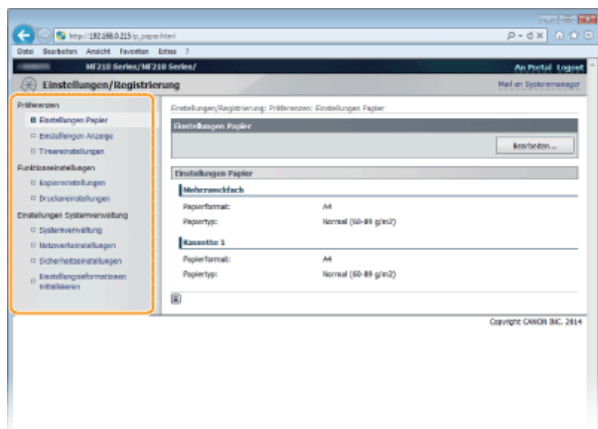 http://192.168.0.215/p_paper.html
Datei Bearbeiten Ansicht Favoriten Extras ?
MF210 Series/MF210 Series/
An Portal Logout
Einstellungen/Registrierung
Mail an Systemmanager
Präferenzen
Einstellungen Papier
Einstellungen Anzeige
Timereinstellungen
Funktionseinstellungen
Kopiereinstellungen
Druckereinstellungen
Einstellungen Systemverwaltung
Systemverwaltung
Netzwerkeinstellungen
Sicherheitseinstellungen
Einstellungsinformationen
initialisieren
Einstellungen/Registrierung: Präferenzen: Einstellungen Papier
Einstellungen Papier
Bearbeiten...
Einstellungen Papier
Mehrzweckfach
Papierformat: A4
Papiertyp: Normal (60-89 g/m2)
Kassette 1
Papierformat: A4
Papiertyp: Normal (60-89 g/m2)
Copyright CANON INC. 2014